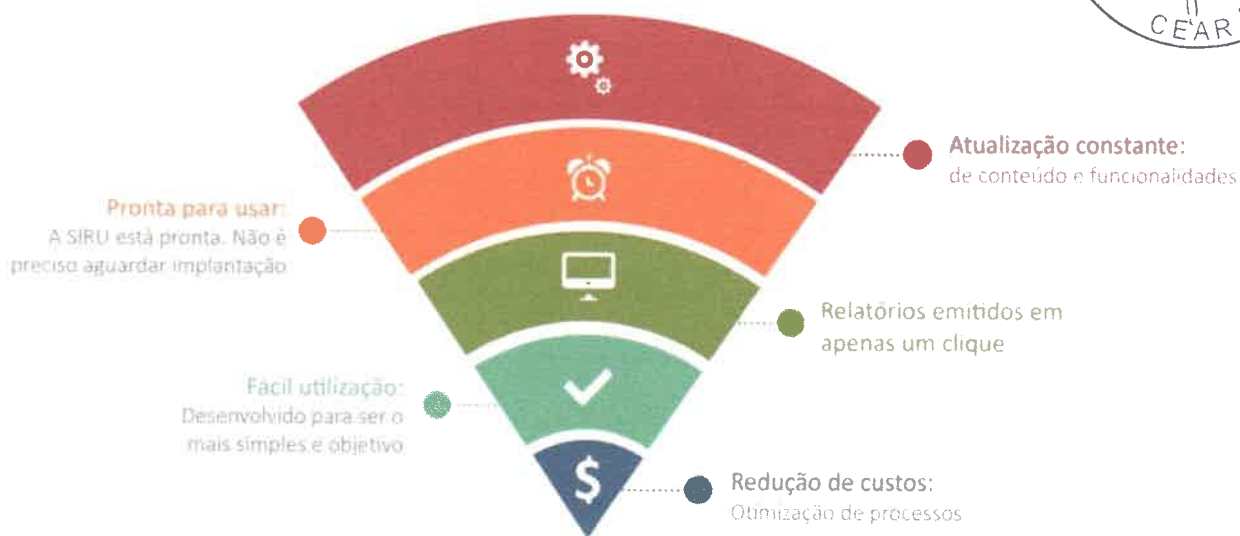 CEAR
Atualização constante:
de conteúdo e funcionalidades
Pronta para usar:
A SIRU está pronta. Não é
preciso aguardar implantação
Relatórios emitidos em
apenas um clique
Fácil utilização:
Desenvolvido para ser o
mais simples e objetivo
$
Redução de custos:
Otimização de processos